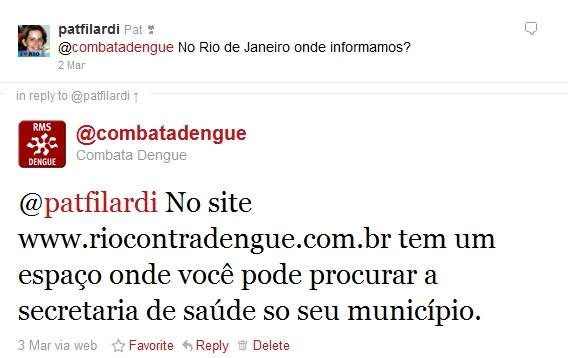 patfilardi Pat
@combatadengue No Rio de Janeiro onde informamos?
2 Mar
in reply to @patfilardi ↑
RMS
DENGUE
@combatadengue
Combata Dengue
@patfilardi No site
www.riocontradengue.com.br tem um
espaço onde você pode procurar a
secretaria de saúde so seu município.
3 Mar via web Favorite Reply Delete
I RIO